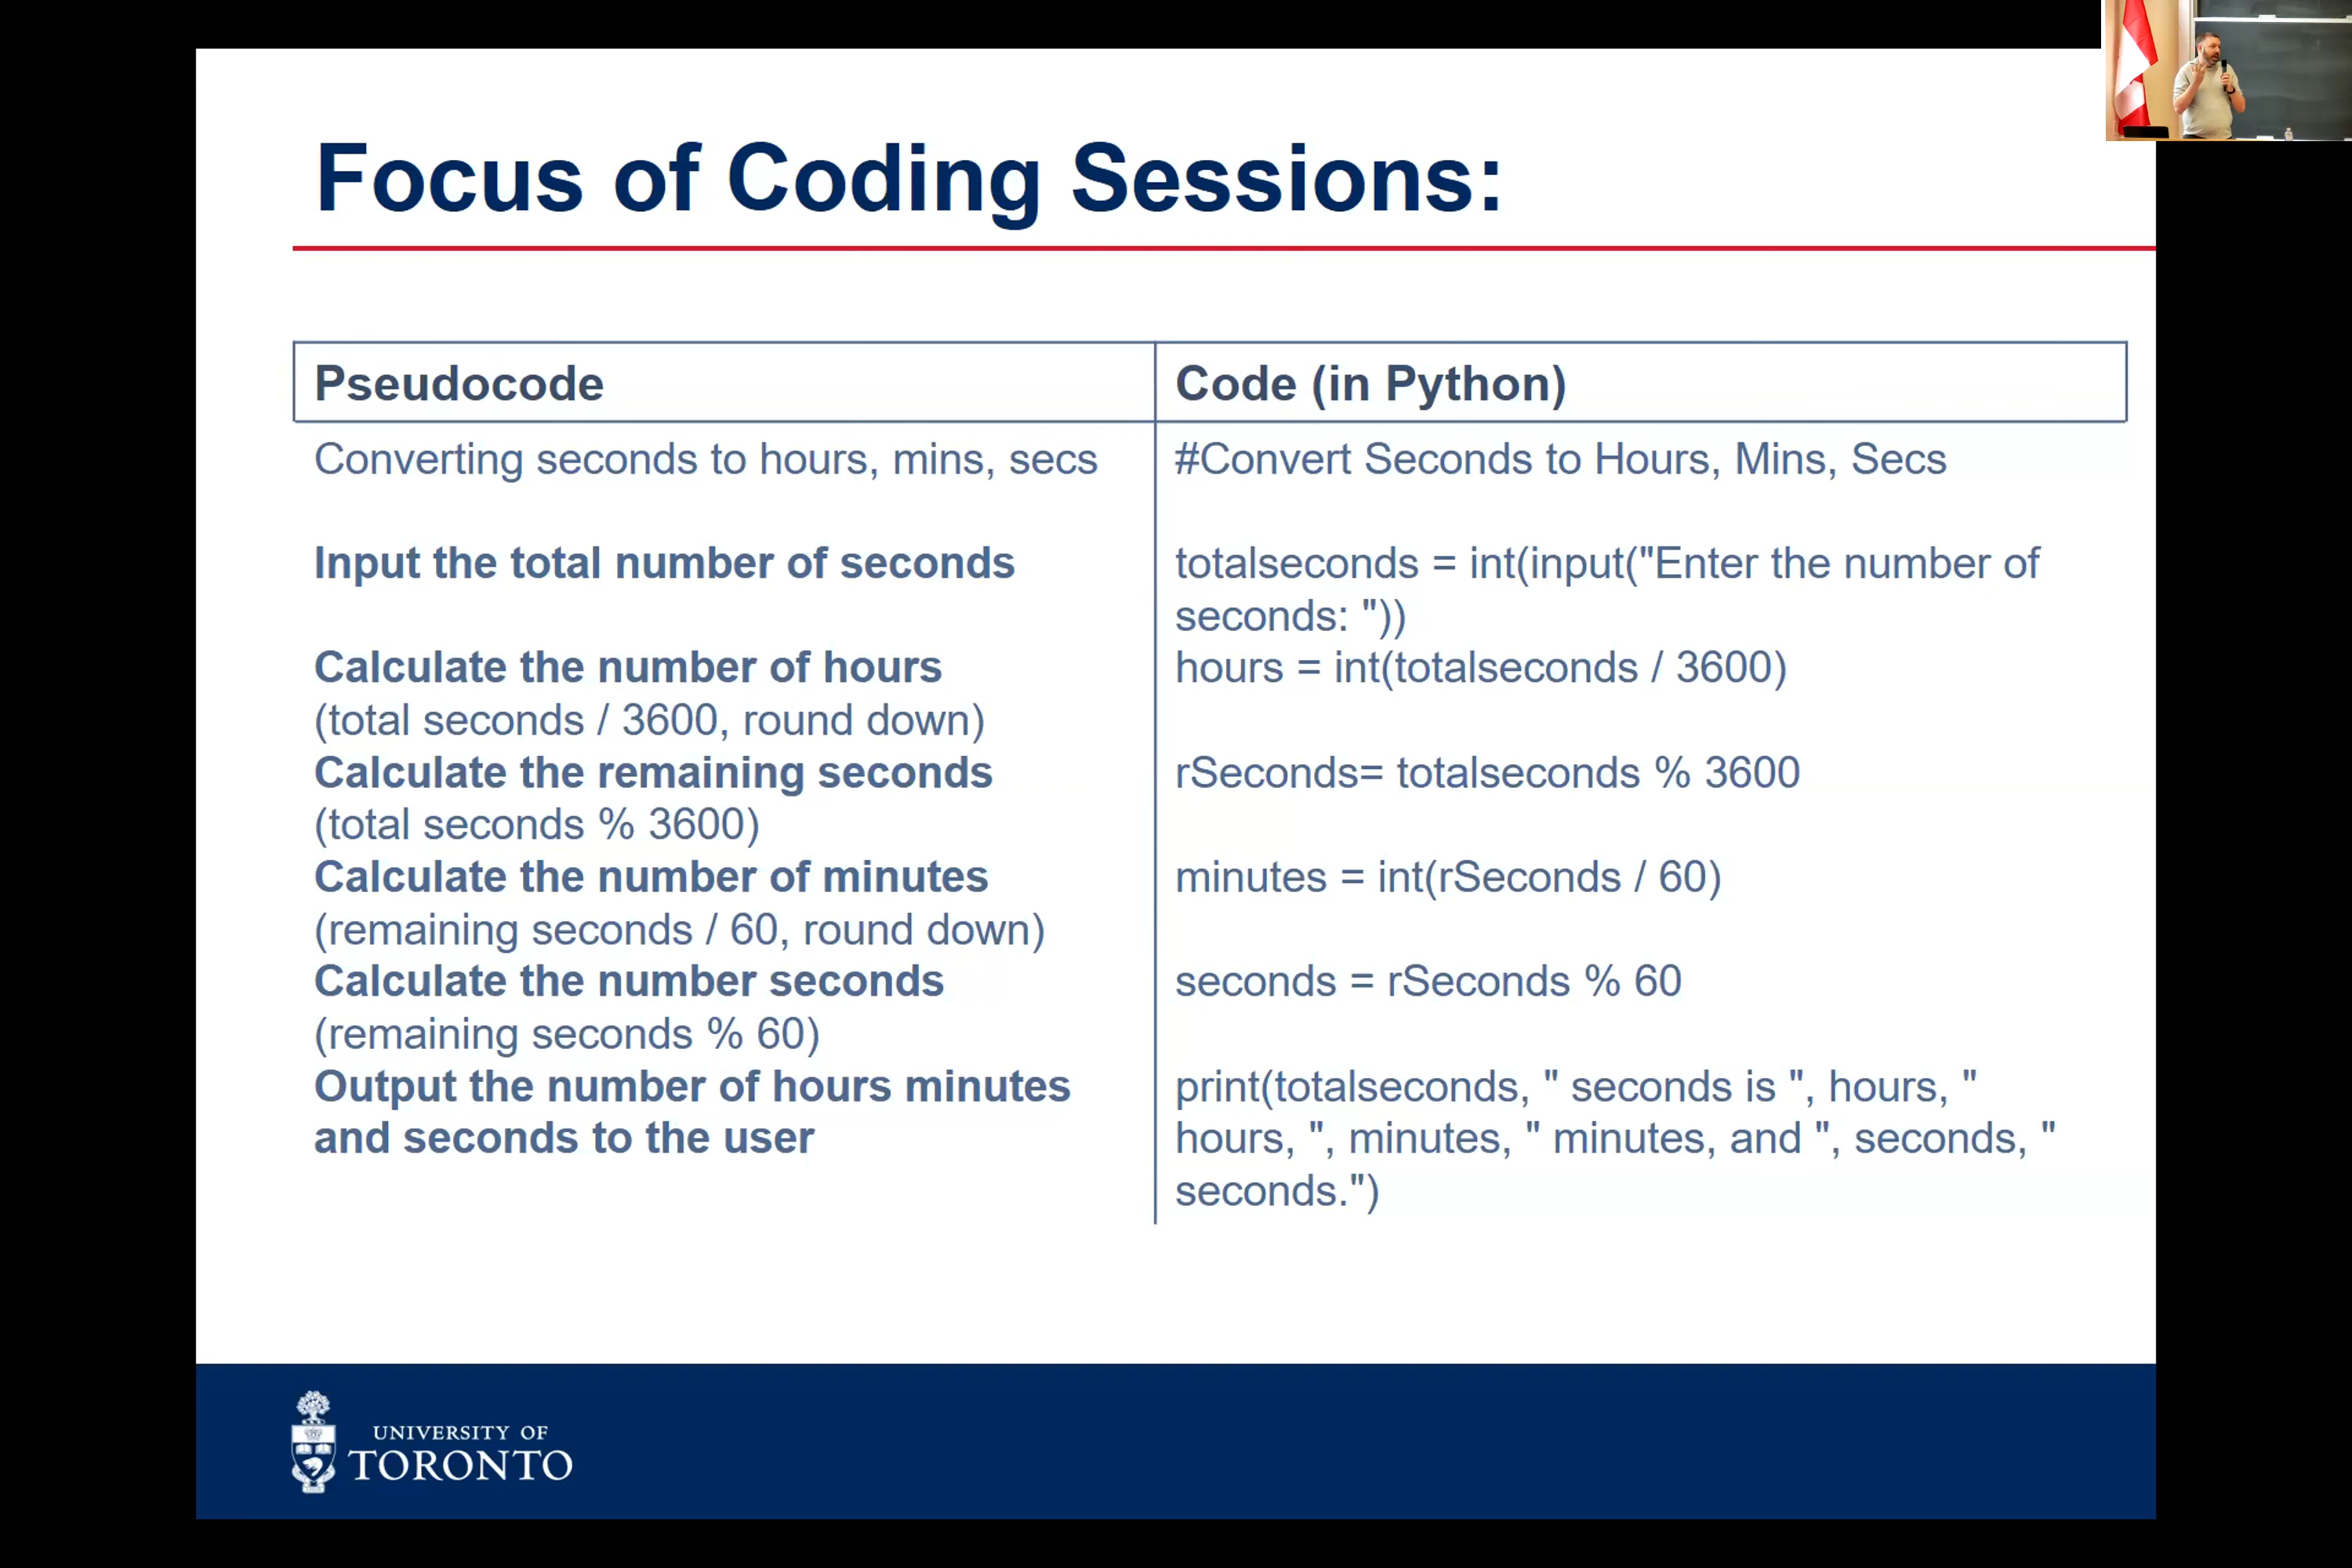 Focus of Coding Sessions:
Pseudocode
Code (in Python)
Converting seconds to hours, mins, secs
#Convert Seconds to Hours, Mins, Secs
Input the total number of seconds
totalseconds = int(input("Enter the number of
seconds: "))
Calculate the number of hours
hours = int(totalseconds / 3600)
(total seconds / 3600, round down)
Calculate the remaining seconds
rSeconds= totalseconds % 3600
(total seconds % 3600)
Calculate the number of minutes
minutes = int(rSeconds / 60)
(remaining seconds / 60, round down)
Calculate the number seconds
seconds = rSeconds % 60
(remaining seconds % 60)
Output the number of hours minutes
and seconds to the user
print(totalseconds, " seconds is ", hours, "
hours, ", minutes, " minutes, and ", seconds, "
seconds.")
UNIVERSITY OF
TORONTO